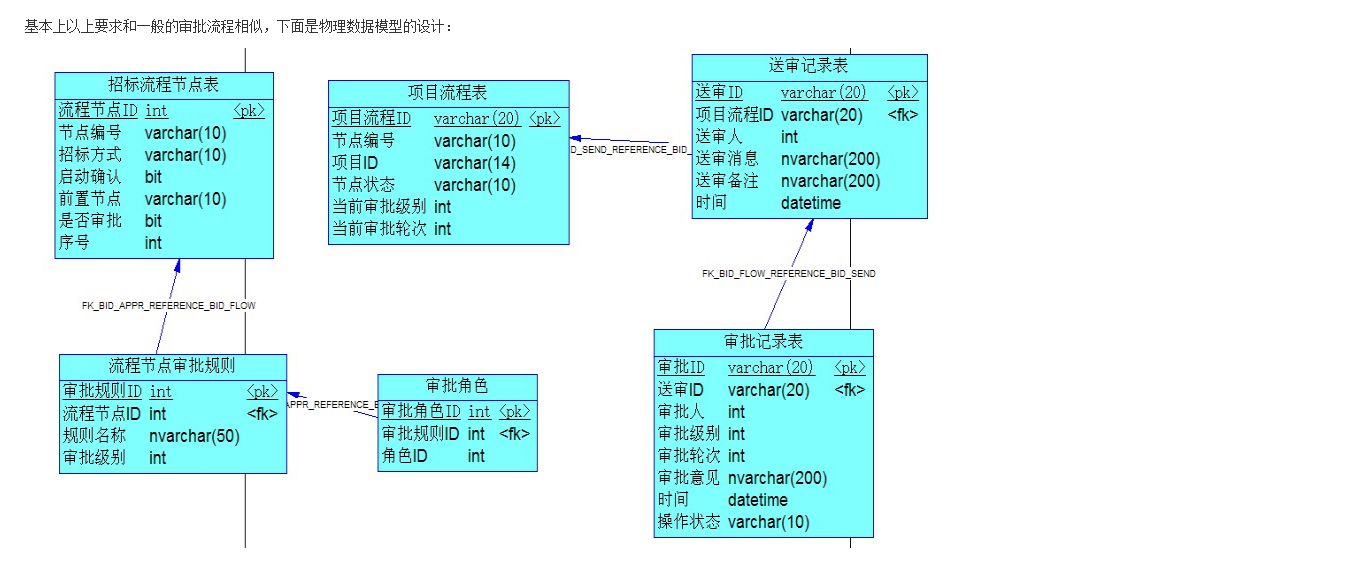 基本上以上要求和一般的审批流程相似，下面是物理数据模型的设计：
招标流程节点表
流程节点ID int <pk>
节点编号 varchar(10)
招标方式 varchar(10)
启动确认 bit
前置节点 varchar(10)
是否审批 bit
序号 int
项目流程表
项目流程ID varchar(20) <pk>
节点编号 varchar(10)
项目ID varchar(14)
节点状态 varchar(10)
当前审批级别 int
当前审批轮次 int
D_SEND_REFERENCE_BID_
送审记录表
送审ID varchar(20) <pk>
项目流程ID varchar(20) <fk>
送审人 int
送审消息 nvarchar(200)
送审备注 nvarchar(200)
时间 datetime
FK_BID_APPR_REFERENCE_BID_FLOW
FK_BID_FLOW_REFERENCE_BID_SEND
流程节点审批规则
审批规则ID int <pk>
流程节点ID int <fk>
规则名称 nvarchar(50)
审批级别 int
APPR_REFERENCE_
审批角色
审批角色ID int <pk>
审批规则ID int <fk>
角色ID int
审批记录表
审批ID varchar(20) <pk>
送审ID varchar(20) <fk>
审批人 int
审批级别 int
审批轮次 int
审批意见 nvarchar(200)
时间 datetime
操作状态 varchar(10)